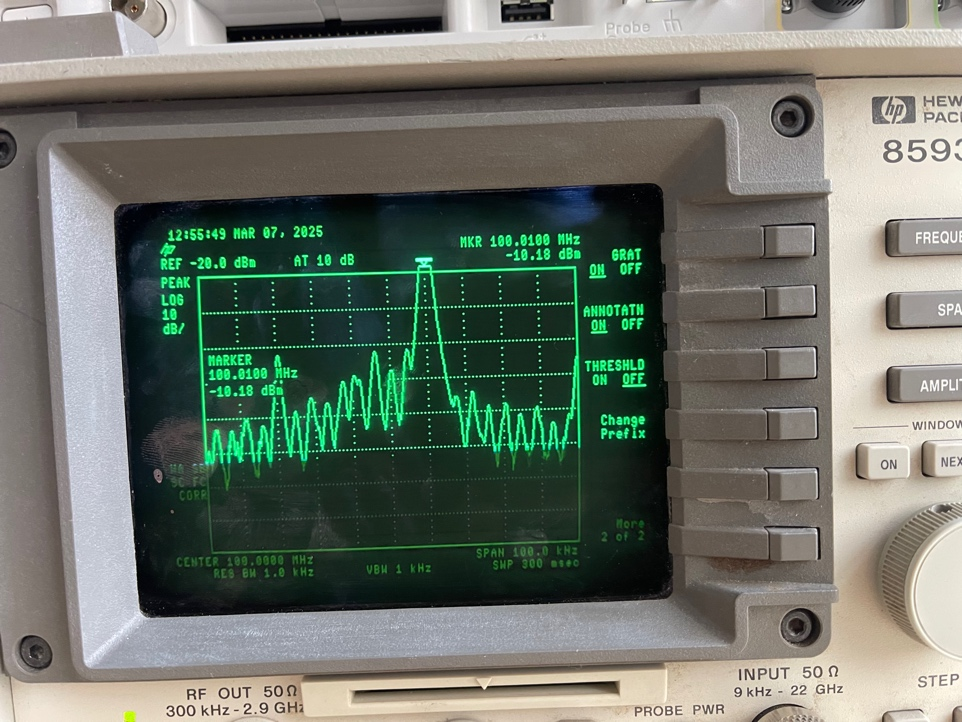 Probe
HEW
hp PAC
8593
12:55:49 MAR 07, 2025
MKR 100.0100 MHz
REF -20.0 dBm AT 10 dB -10.18 dBm
GRAT
ON OFF
PEAK
LOG
10
dB/
ANNOTATN
ON OFF
MARKER
100.0100 MHz
-10.18 dBm
THRESHLD
ON OFF
Change
Prefix
WA SB
SC FC
CORR
More
2 of 2
CENTER 100.0000 MHz SPAN 100.0 kHz
RES BW 1.0 kHz VBW 1 kHz SWP 300 msec
FREQUE
SPA
AMPLIT
WINDOW
ON NEX
RF OUT 50Ω
300 kHz - 2.9 GHz
PROBE PWR
INPUT 50Ω
9 kHz - 22 GHz
STEP